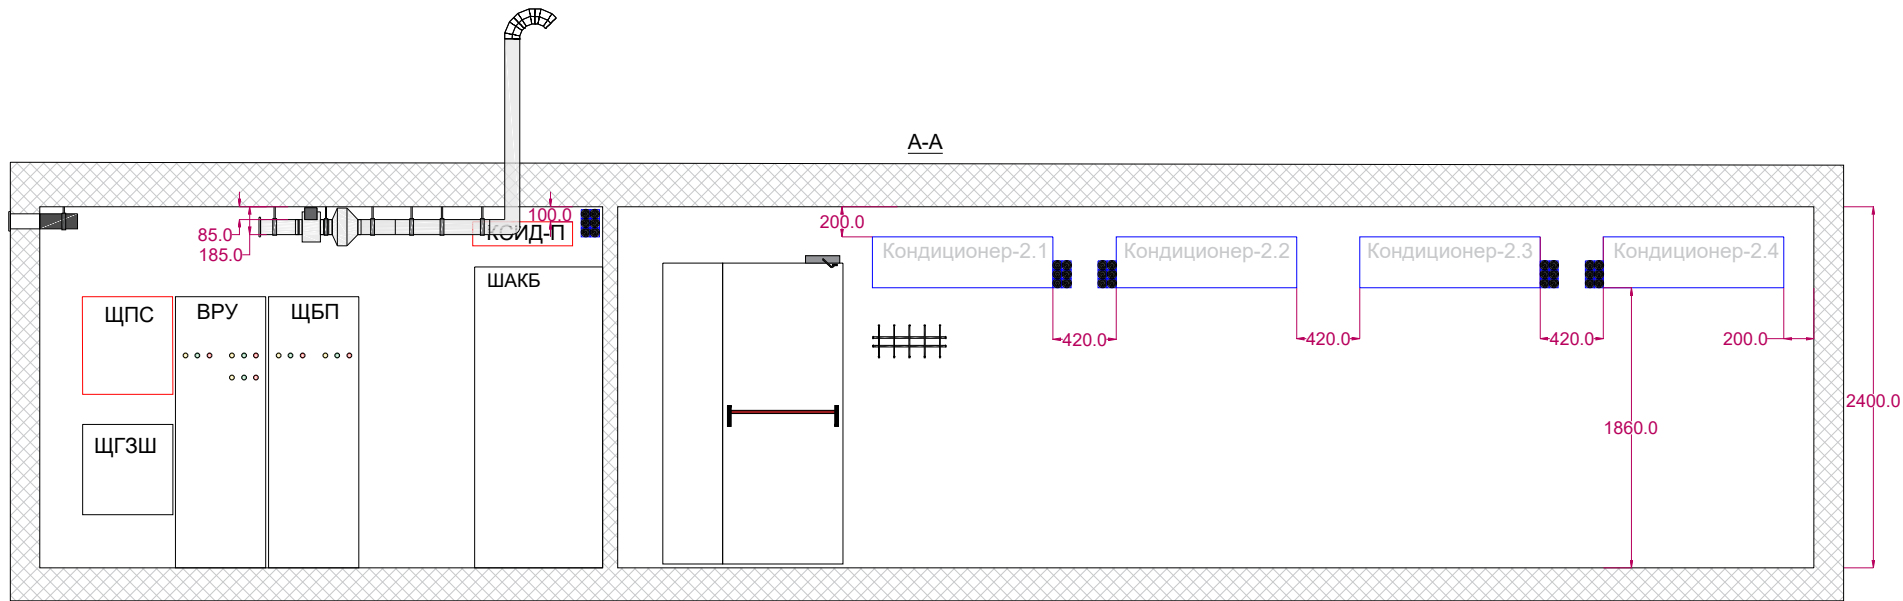 А-А
100.0
85.0
185.0
КСИД-П
200.0
Кондиционер-2.1
Кондиционер-2.2
Кондиционер-2.3
Кондиционер-2.4
ШАКБ
ЩПС
ВРУ
ЩБП
420.0
420.0
420.0
200.0
2400.0
1860.0
ЩГЗШ